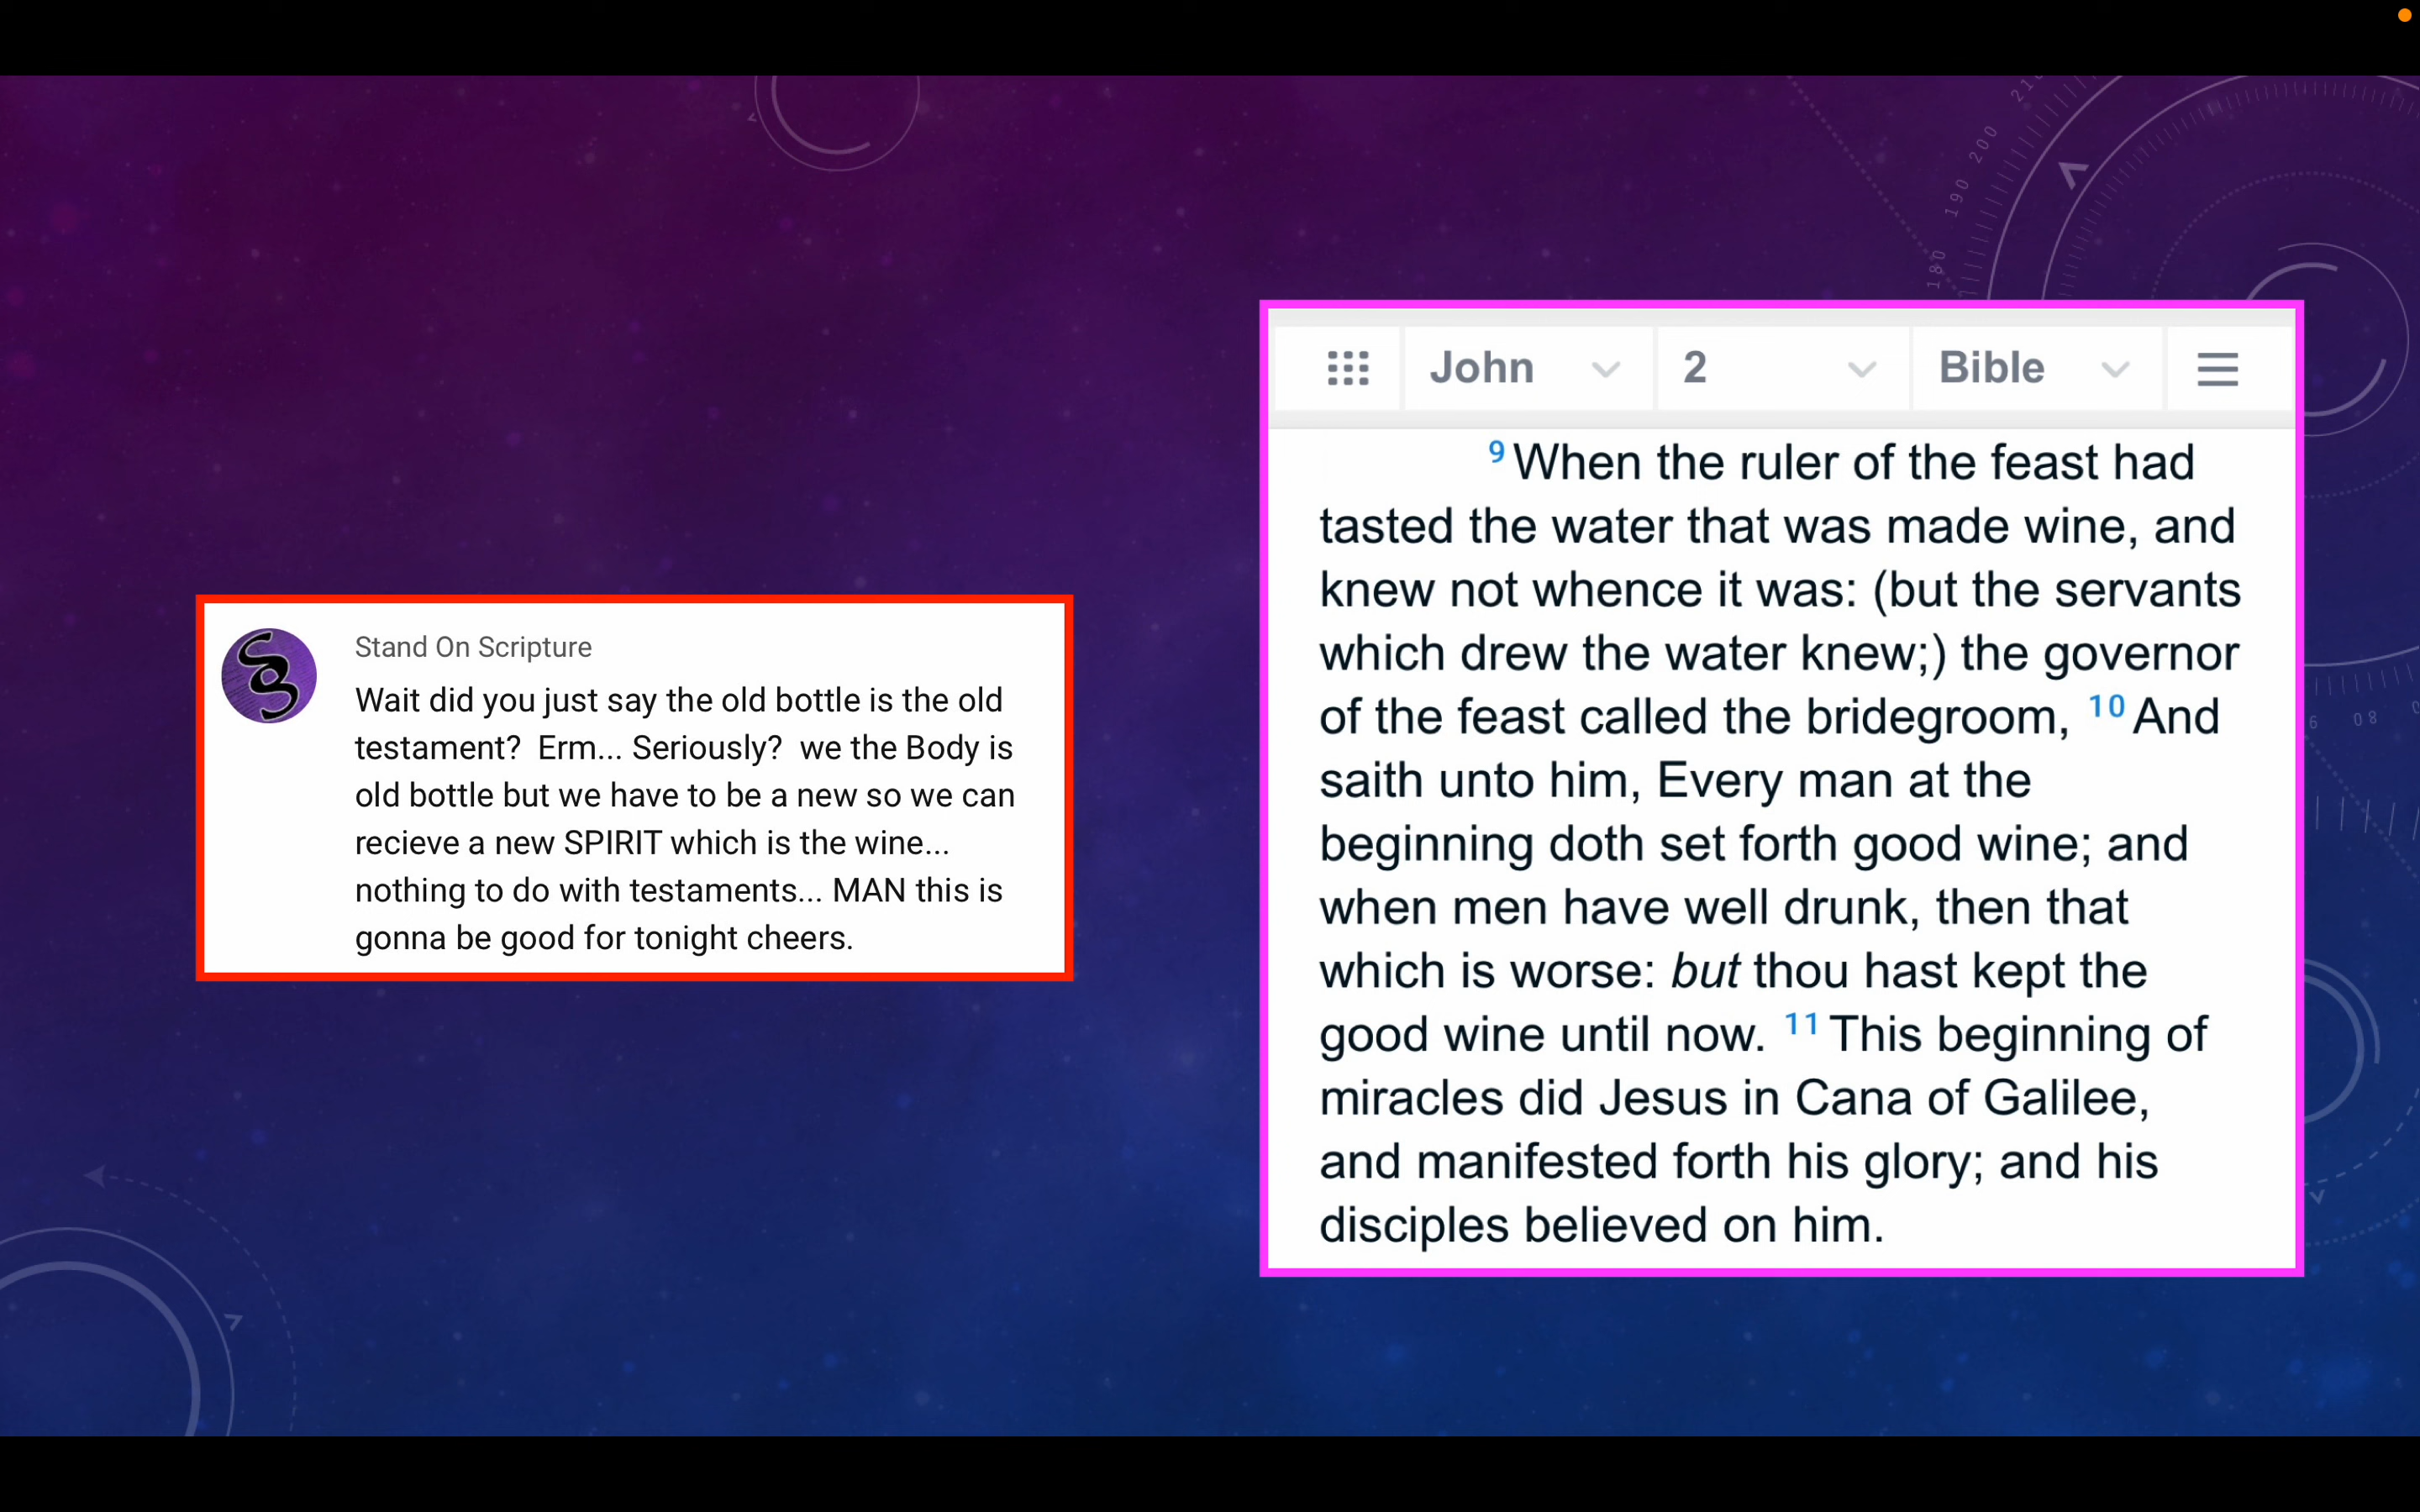 Stand On Scripture
Wait did you just say the old bottle is the old
testament?  Erm... Seriously?  we the Body is
old bottle but we have to be a new so we can
recieve a new SPIRIT which is the wine...
nothing to do with testaments... MAN this is
gonna be good for tonight cheers.
John 2 Bible
9 When the ruler of the feast had
tasted the water that was made wine, and
knew not whence it was: (but the servants
which drew the water knew;) the governor
of the feast called the bridegroom, 10 And
saith unto him, Every man at the
beginning doth set forth good wine; and
when men have well drunk, then that
which is worse: but thou hast kept the
good wine until now. 11 This beginning of
miracles did Jesus in Cana of Galilee,
and manifested forth his glory; and his
disciples believed on him.
180 190 200